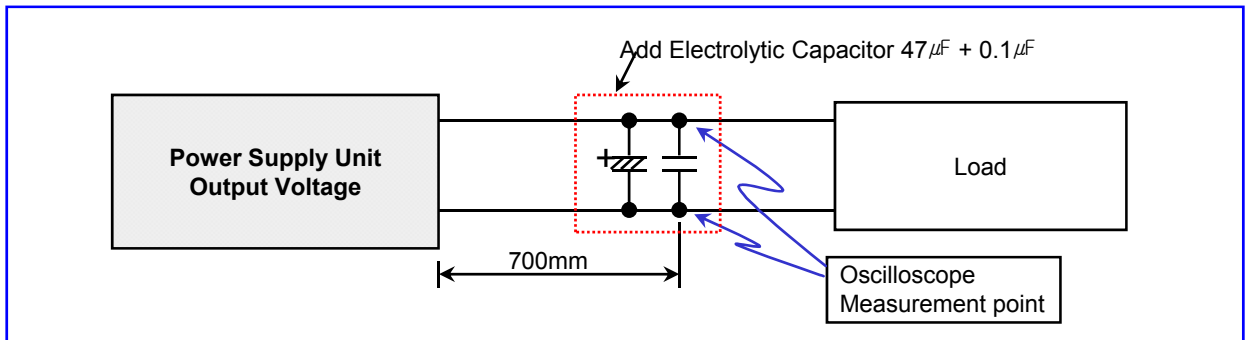 Add Electrolytic Capacitor 47㎌ + 0.1㎌
Power Supply Unit
Output Voltage
+
Load
700mm
Oscilloscope
Measurement point